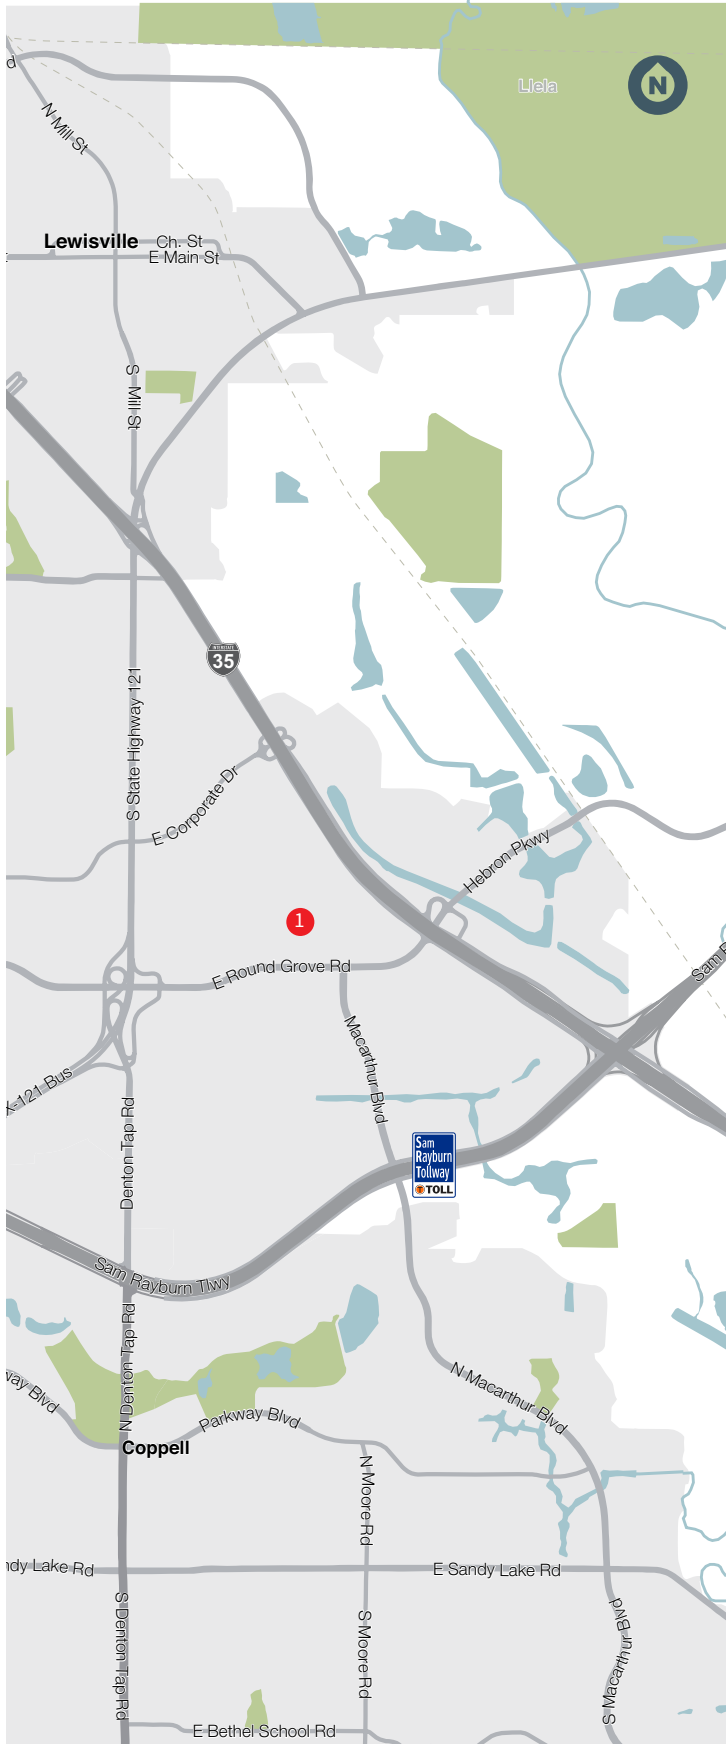 d
Llela
N
N Mill St
Lewisville
Ch. St
E Main St
S Mill St
INTERSTATE
35
S State Highway 121
E Corporate Dr
Hebron Pkwy
1
E Round Grove Rd
Sam R
Macarthur Blvd
x-121 Bus
Denton Tap Rd
Sam
Rayburn
Tollway
TOLL
Sam Rayburn Tlwy
N Denton Tap Rd
way Blvd
N Macarthur Blvd
Parkway Blvd
Coppell
N Moore Rd
ndy Lake Rd
E Sandy Lake Rd
S Denton Tap Rd
S Moore Rd
S Macarthur Blvd
E Bethel School Rd